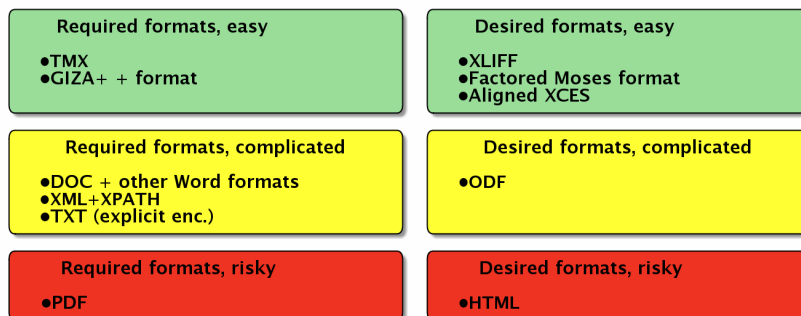 Required formats, easy
●TMX
●GIZA+ + format
Desired formats, easy
●XLIFF
●Factored Moses format
●Aligned XCES
Required formats, complicated
●DOC + other Word formats
●XML+XPATH
●TXT (explicit enc.)
Desired formats, complicated
●ODF
Required formats, risky
●PDF
Desired formats, risky
●HTML